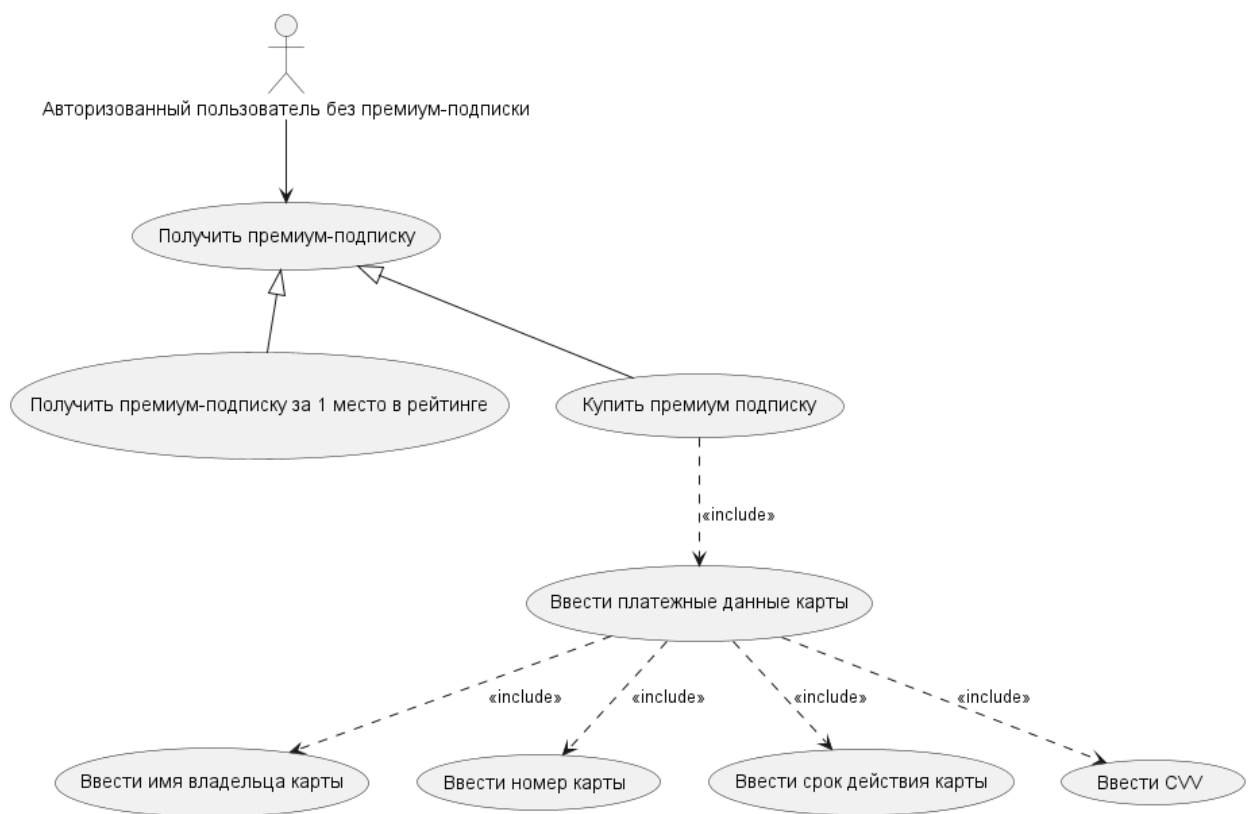 Авторизованный пользователь без премиум-подписки
Получить премиум-подписку
Получить премиум-подписку за 1 место в рейтинге
Купить премиум подписку
«include»
Ввести платежные данные карты
«include»
«include»
«include»
«include»
Ввести имя владельца карты
Ввести номер карты
Ввести срок действия карты
Ввести CVV